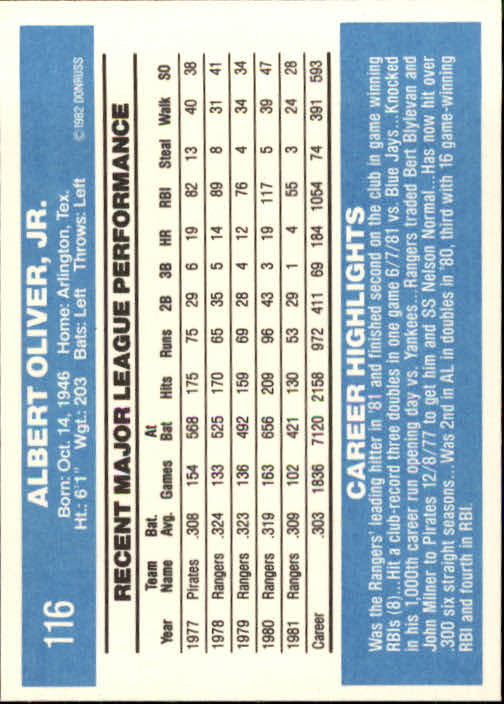 116
ALBERT OLIVER, JR.
Born: Oct. 14, 1946 Home: Arlington, Tex.
Ht.: 6'1" Wgt.: 203 Bats: Left Throws: Left
©1982 DONRUSS
RECENT MAJOR LEAGUE PERFORMANCE
Team Bat. At
Year Name Avg. Games Bat Hits Runs 2B 3B HR RBI Steal Walk SO
1977 Pirates .308 154 568 175 75 29 6 19 82 13 40 38
1978 Rangers .324 133 525 170 65 35 5 14 89 8 31 41
1979 Rangers .323 136 492 159 69 28 4 12 76 4 34 34
1980 Rangers .319 163 656 209 96 43 3 19 117 5 39 47
1981 Rangers .309 102 421 130 53 29 1 4 55 3 24 28
Career .303 1836 7120 2158 972 411 69 184 1054 74 391 593
CAREER HIGHLIGHTS
Was the Rangers' leading hitter in '81 and finished second on the club in game winning
RBIs (8)...Hit a club-record three doubles in one game 6/7/81 vs. Blue Jays...Knocked
in his 1,000th career run opening day vs. Yankees...Rangers traded Bert Blylevan and
John Milner to Pirates 12/8/77 to get him and SS Nelson Normal...Has now hit over
.300 six straight seasons...Was 2nd in AL in doubles in '80, third with 16 game-winning
RBI and fourth in RBI.